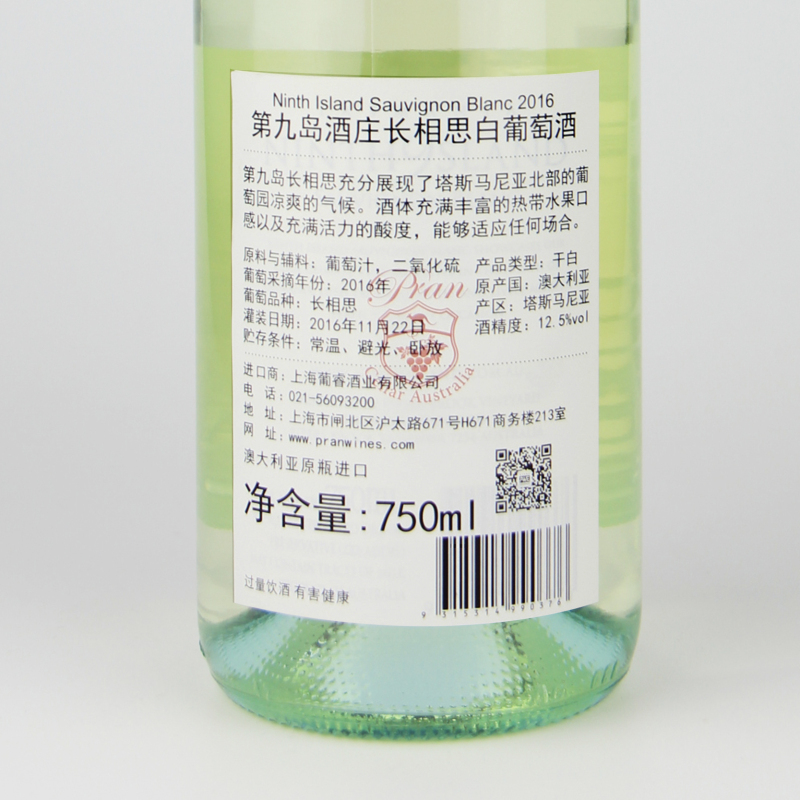 Ninth Island Sauvignon Blanc 2016
第九岛酒庄长相思白葡萄酒
第九岛长相思充分展现了塔斯马尼亚北部的葡
萄园凉爽的气候。酒体充满丰富的热带水果口
感以及充满活力的酸度，能够适应任何场合。
原料与辅料：葡萄汁，二氧化硫 产品类型：干白
葡萄采摘年份：2016年 原产国：澳大利亚
葡萄品种：长相思 产区：塔斯马尼亚
灌装日期：2016年11月22日 酒精度：12.5%vol
贮存条件：常温、避光、卧放
Pran
Cellar Australia
进口商：上海葡睿酒业有限公司
电 话：021-56093200
地 址：上海市闸北区沪太路671号H671商务楼213室
网 址：www.pranwines.com
澳大利亚原瓶进口
净含量：750ml
过量饮酒 有害健康
9 315314 990376